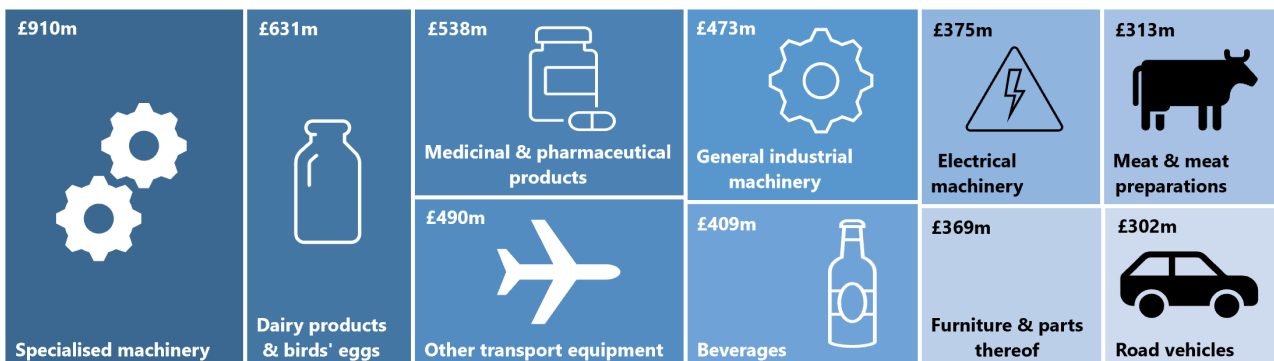 £910m
Specialised machinery
£631m
Dairy products
& birds' eggs
£538m
Medicinal & pharmaceutical
products
£490m
Other transport equipment
£473m
General industrial
machinery
£409m
Beverages
£375m
Electrical
machinery
£369m
Furniture & parts
thereof
£313m
Meat & meat
preparations
£302m
Road vehicles